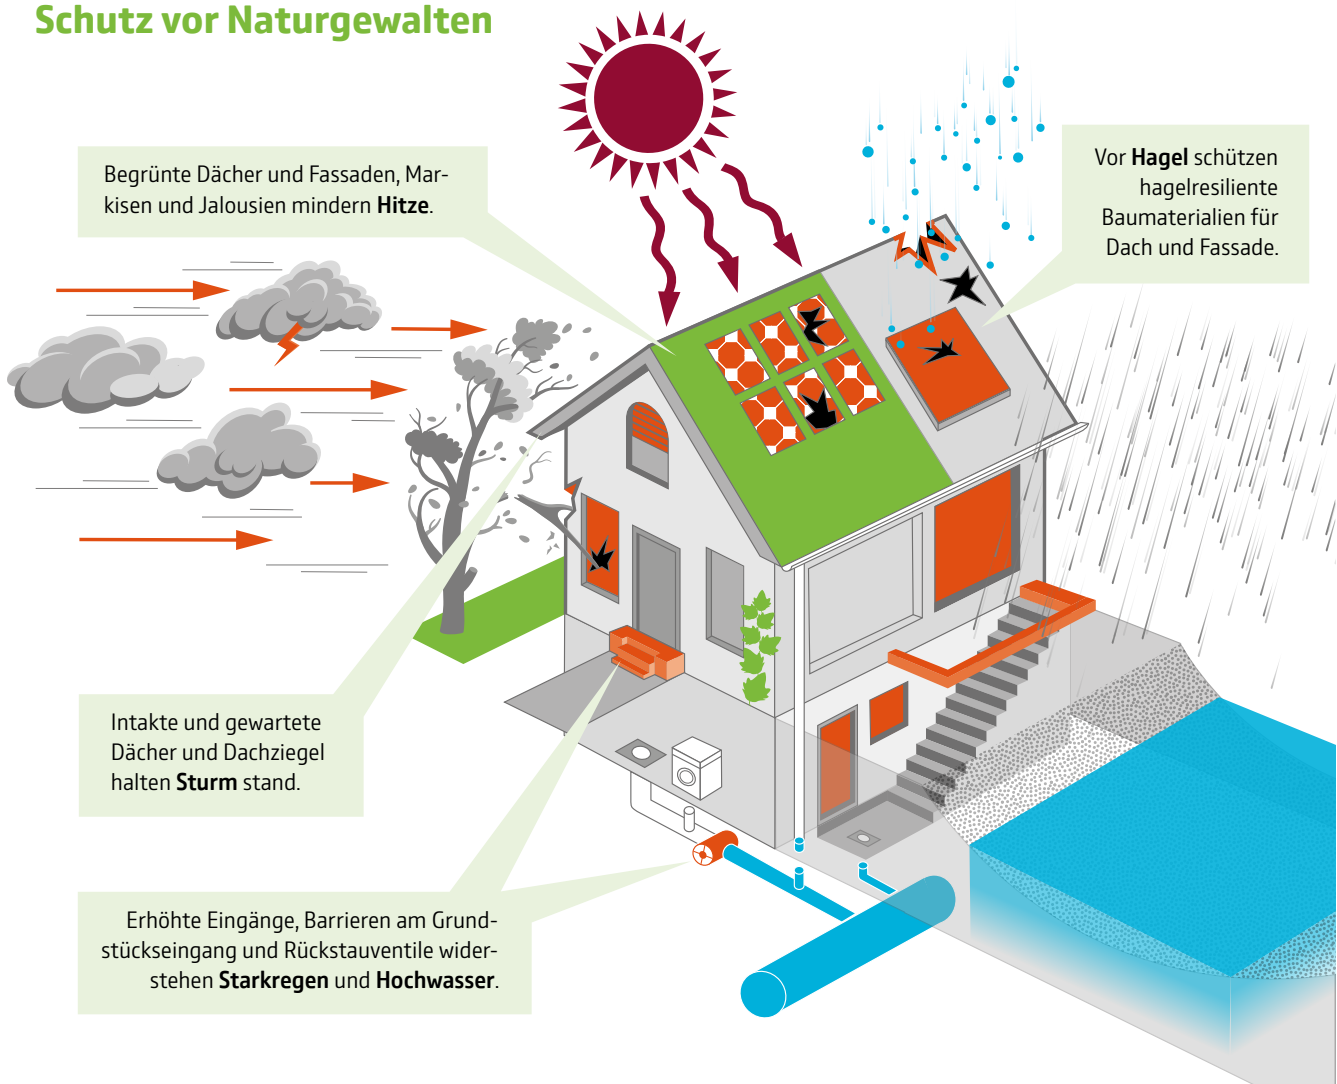 Schutz vor Naturgewalten
Begrünte Dächer und Fassaden, Mar-
kisen und Jalousien mindern Hitze.
Vor Hagel schützen
hagelresiliente
Baumaterialien für
Dach und Fassade.
Intakte und gewartete
Dächer und Dachziegel
halten Sturm stand.
Erhöhte Eingänge, Barrieren am Grund-
stückseingang und Rückstauventile wider-
stehen Starkregen und Hochwasser.